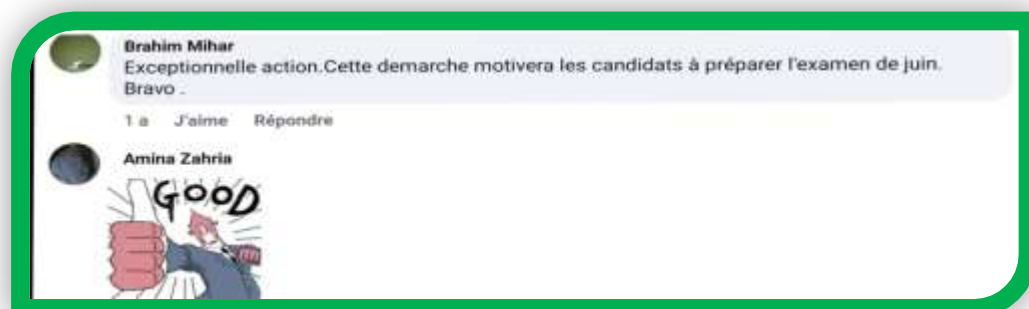 Brahim Mihar
Exceptionnelle action.Cette demarche motivera les candidats à préparer l'examen de juin.
Bravo .
1 a J'aime Répondre
Amina Zahria
GOOD